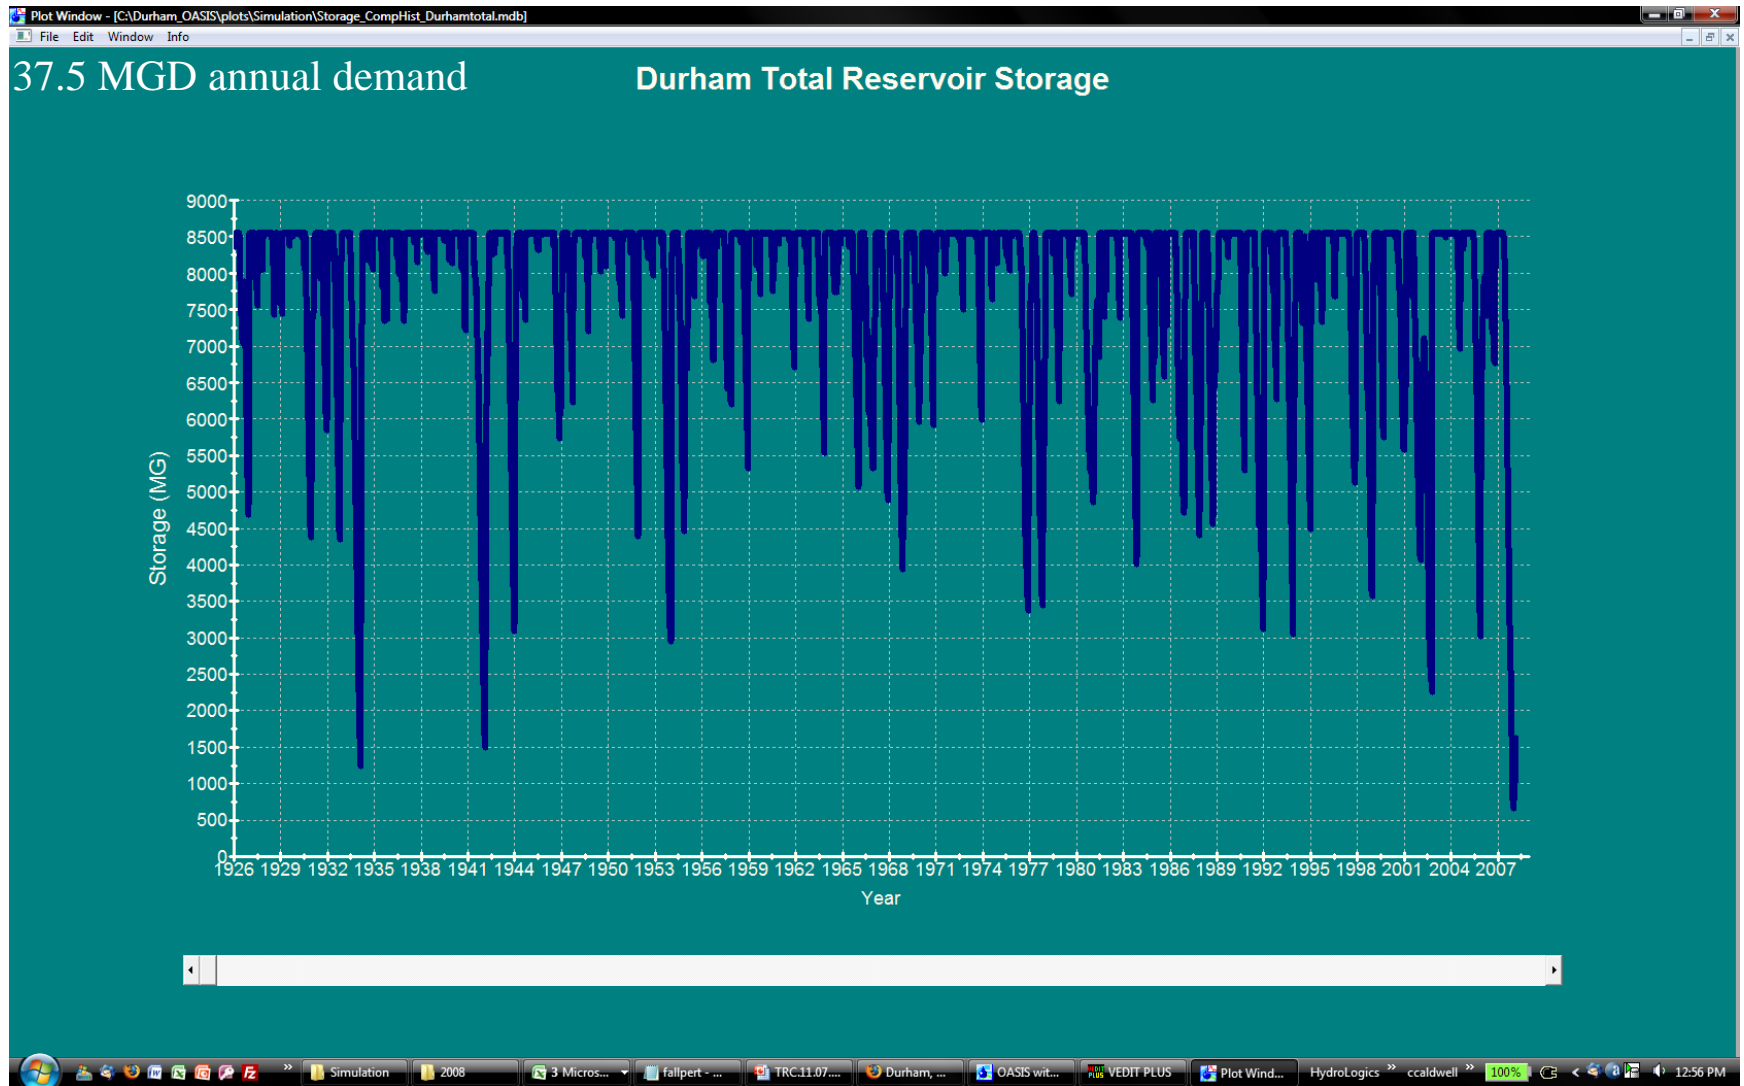 Plot Window - [C:\Durham_OASIS\plots\Simulation\Storage_CompHist_Durhamtotal.mdb]
File Edit Window Info
37.5 MGD annual demand
Durham Total Reservoir Storage
9000
8500
8000
7500
7000
6500
6000
5500
5000
4500
4000
3500
3000
2500
2000
1500
1000
500
0
Storage (MG)
1926 1929 1932 1935 1938 1941 1944 1947 1950 1953 1956 1959 1962 1965 1968 1971 1974 1977 1980 1983 1986 1989 1992 1995 1998 2001 2004 2007
Year
» Simulation 2008 3 Micros... fallpert - ... TRC.11.07.... Durham, ... OASIS wit... VEDIT PLUS Plot Wind... HydroLogics » ccaldwell » 100% 12:56 PM